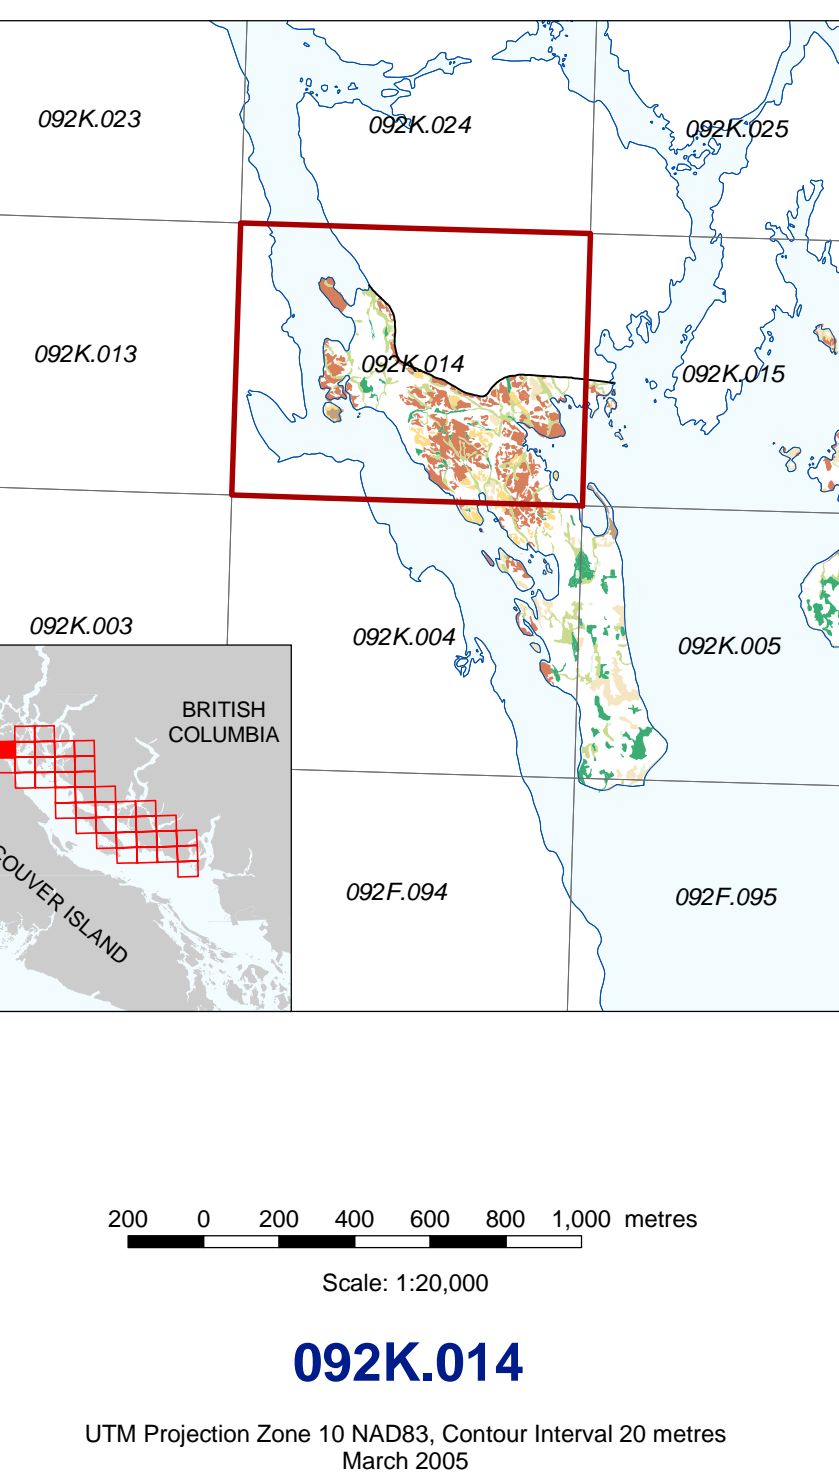 092K.023
092K.024
092K.025
092K.013
092K.014
092K.015
092K.003
092K.004
092K.005
BRITISH
COLUMBIA
ISLAND
092F.094
092F.095
200 0 200 400 600 800 1,000 metres
Scale: 1:20,000
092K.014
UTM Projection Zone 10 NAD83, Contour Interval 20 metres
March 2005